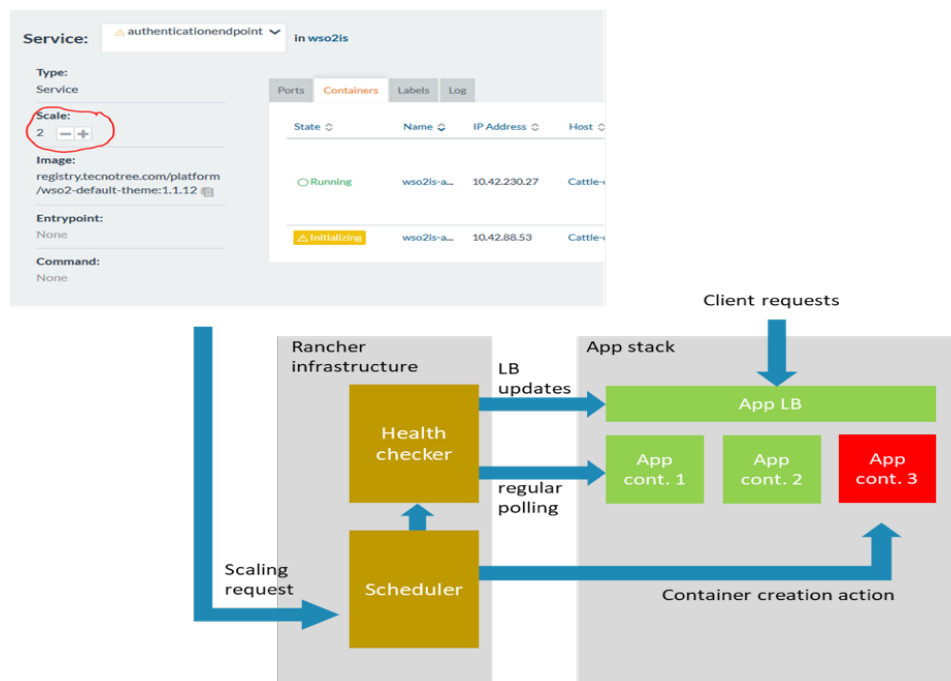 Service: authenticationendpoint in wso2is
Type:
Service
Scale:
2
Image:
registry.tecnotree.com/platform
/wso2-default-theme:1.1.12
Entrypoint:
None
Command:
None
Ports Containers Labels Log
State Name IP Address Host
Running wso2is-a... 10.42.230.27 Cattle-
Initializing wso2is-a... 10.42.88.53 Cattle-
Client requests
Rancher
infrastructure
LB
updates
App stack
App LB
Health
checker
regular
polling
App
cont. 1
App
cont. 2
App
cont. 3
Scaling
request
Scheduler
Container creation action